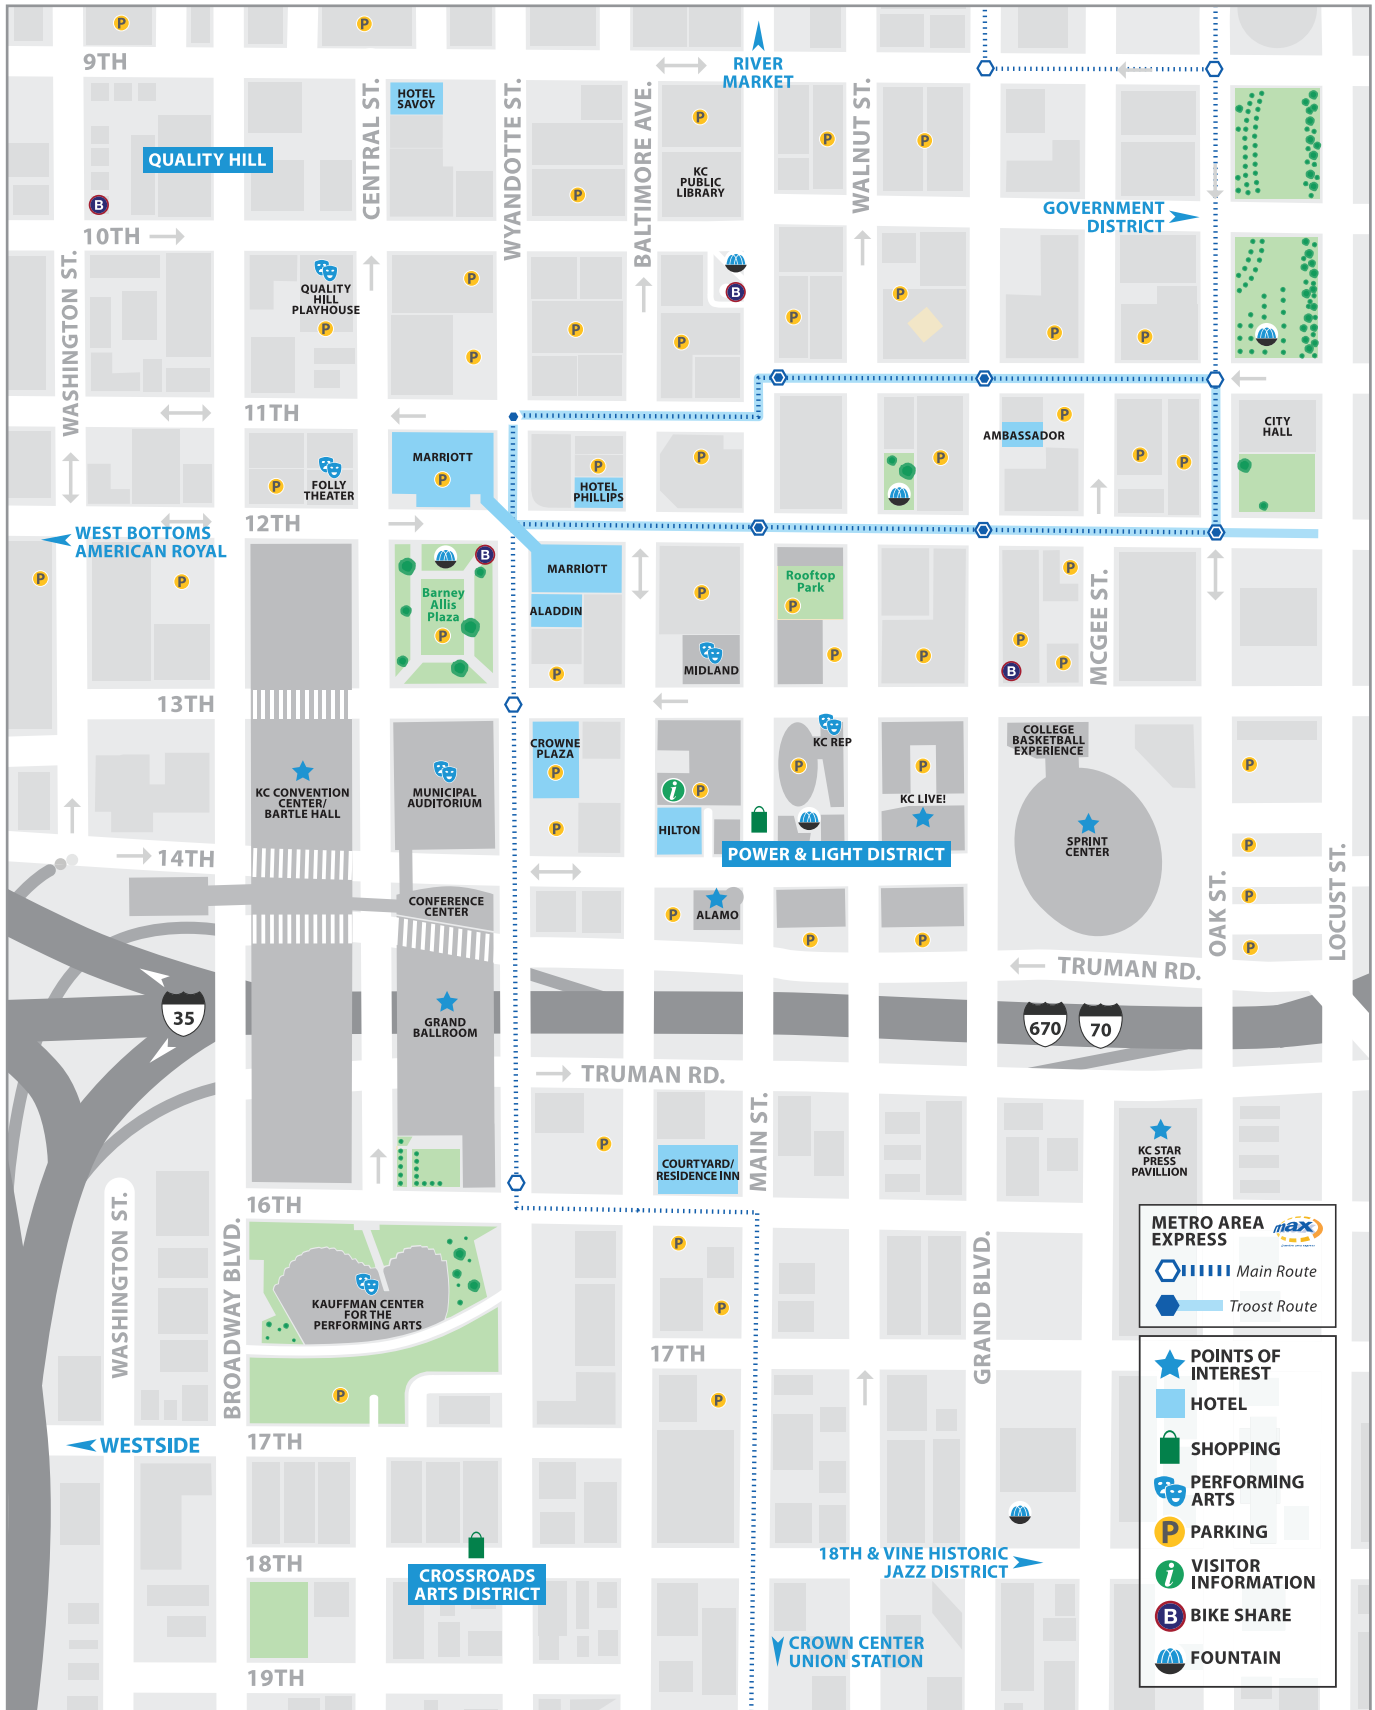 P
P
9TH
RIVER
MARKET
HOTEL
SAVOY
CENTRAL ST.
WYANDOTTE ST.
BALTIMORE AVE.
WALNUT ST.
P
P
P
QUALITY HILL
KC
PUBLIC
LIBRARY
P
B
GOVERNMENT
DISTRICT
10TH
WASHINGTON ST.
QUALITY
HILL
PLAYHOUSE
P
P
B
P
P
P
P
P
P
P
P
11TH
P
CITY
HALL
AMBASSADOR
MARRIOTT
P
P
P
P
P
P
P
FOLLY
THEATER
HOTEL
PHILLIPS
12TH
WEST BOTTOMS
AMERICAN ROYAL
B
MARRIOTT
P
P
P
Rooftop
Park
P
P
Barney
Allis
Plaza
P
ALADDIN
MCGEE ST.
P
P
P
P
MIDLAND
P
B
P
13TH
CROWNE
PLAZA
P
KC REP
COLLEGE
BASKETBALL
EXPERIENCE
P
P
P
KC CONVENTION
CENTER/
BARTLE HALL
MUNICIPAL
AUDITORIUM
i
P
KC LIVE!
P
HILTON
SPRINT
CENTER
P
14TH
POWER & LIGHT DISTRICT
LOCUST ST.
OAK ST.
P
CONFERENCE
CENTER
P
ALAMO
P
P
P
TRUMAN RD.
35
GRAND
BALLROOM
670
70
TRUMAN RD.
MAIN ST.
P
COURTYARD/
RESIDENCE INN
KC STAR
PRESS
PAVILLION
16TH
WASHINGTON ST.
BROADWAY BLVD.
P
GRAND BLVD.
METRO AREA
EXPRESS
max
Main Route
Troost Route
KAUFFMAN CENTER
FOR THE
PERFORMING ARTS
P
17TH
P
P
POINTS OF
INTEREST
HOTEL
WESTSIDE
17TH
SHOPPING
PERFORMING
ARTS
P
PARKING
18TH
18TH & VINE HISTORIC
JAZZ DISTRICT
i
VISITOR
INFORMATION
CROSSROADS
ARTS DISTRICT
B
BIKE SHARE
CROWN CENTER
UNION STATION
FOUNTAIN
19TH